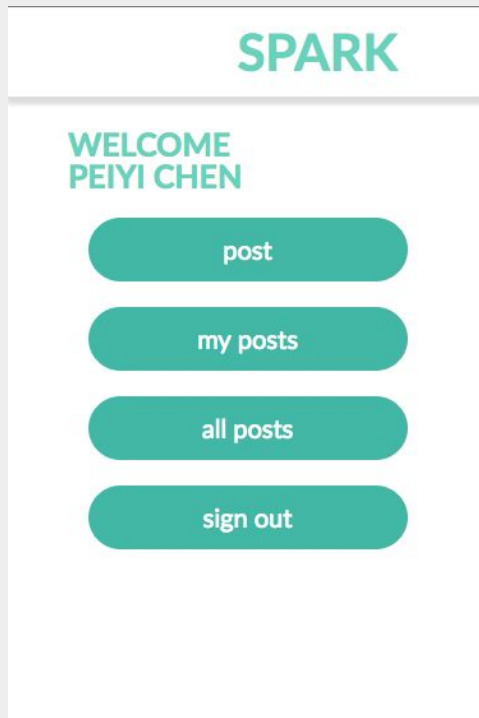 SPARK
WELCOME
PEIYI CHEN
post
my posts
all posts
sign out